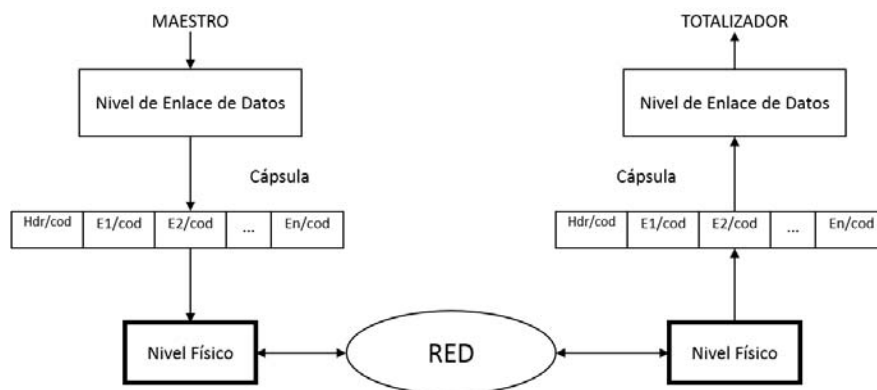 MAESTRO
TOTALIZADOR
Nivel de Enlace de Datos
Nivel de Enlace de Datos
Cápsula
Cápsula
Hdr/cod E1/cod E2/cod ... En/cod
Hdr/cod E1/cod E2/cod ... En/cod
Nivel Físico
RED
Nivel Físico